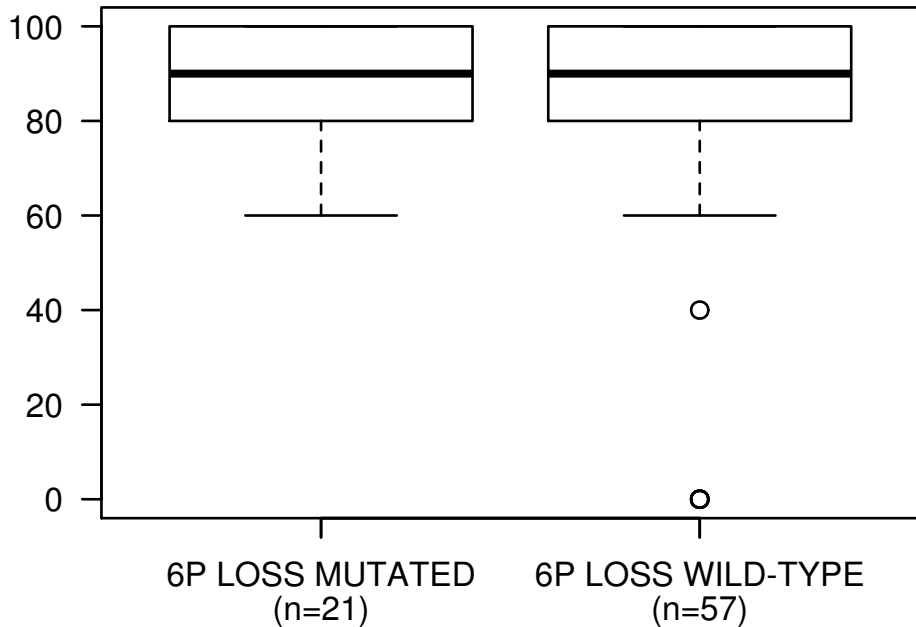 100
80
60
40
20
0
6P LOSS MUTATED
(n=21)
6P LOSS WILD-TYPE
(n=57)